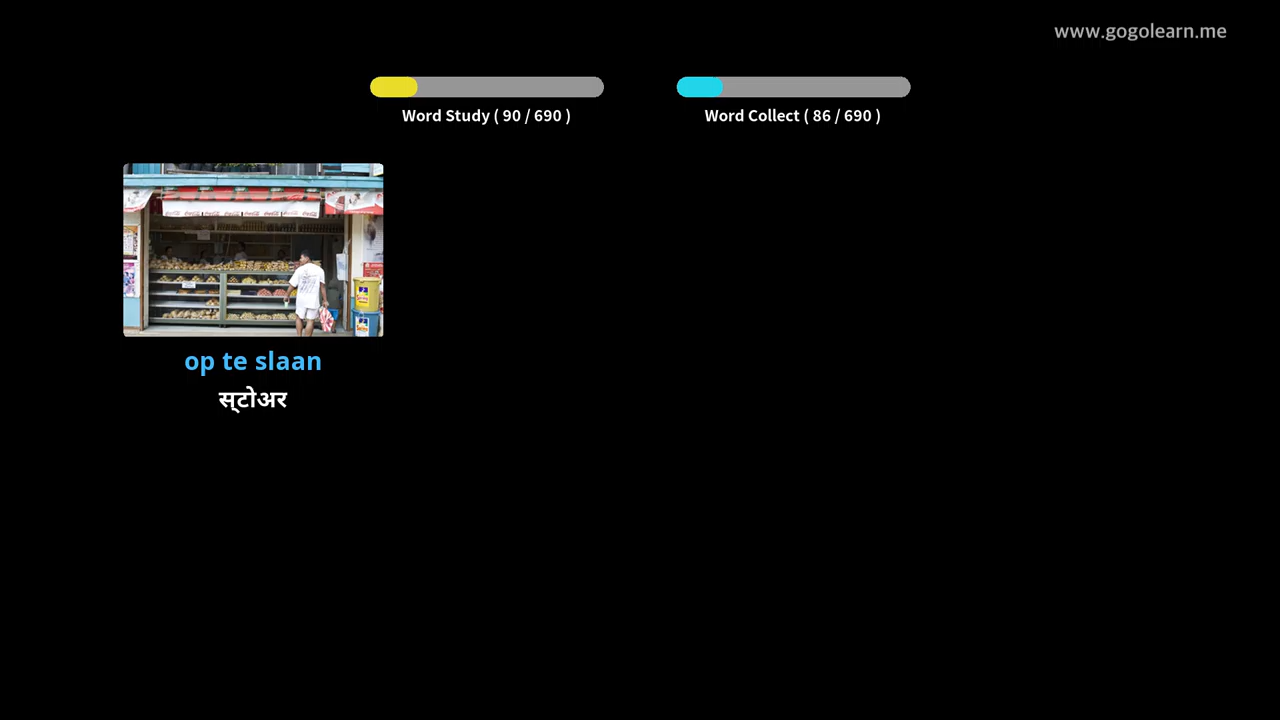 www.gogolearn.me
Word Study ( 90 / 690 )
Word Collect ( 86 / 690 )
op te slaan
स्टोअर